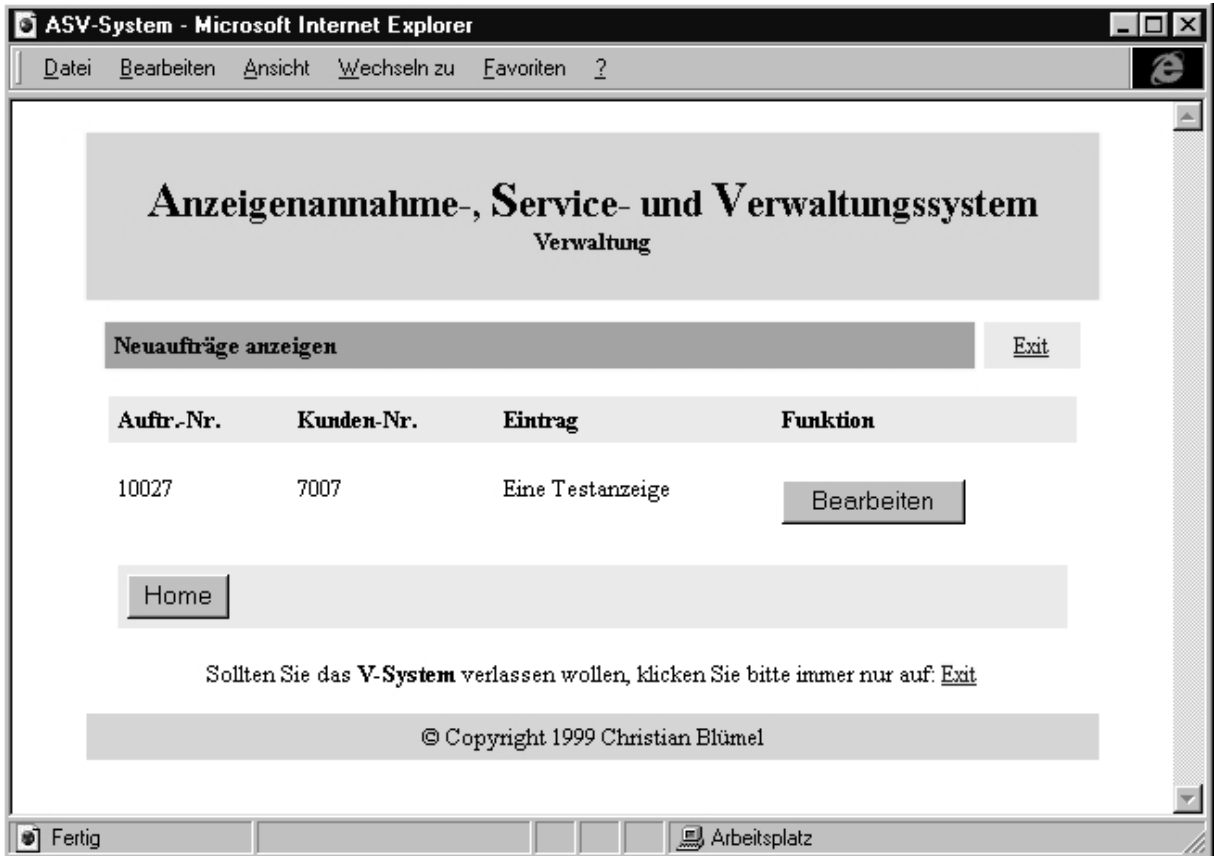 ASV-System - Microsoft Internet Explorer
Datei Bearbeiten Ansicht Wechseln zu Favoriten ?
Anzeigenannahme-, Service- und Verwaltungssystem
Verwaltung
Neuaufträge anzeigen Exit
Auftr.-Nr. Kunden-Nr. Eintrag Funktion
10027 7007 Eine Testanzeige Bearbeiten
Home
Sollten Sie das V-System verlassen wollen, klicken Sie bitte immer nur auf: Exit
© Copyright 1999 Christian Blümel
Fertig Arbeitsplatz